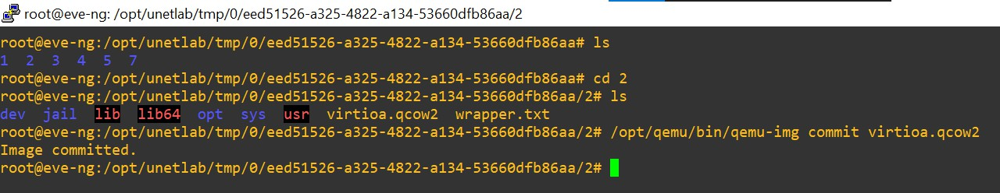 root@eve-ng: /opt/unetlab/tmp/0/eed51526-a325-4822-a134-53660dfb86aa/2
root@eve-ng:/opt/unetlab/tmp/0/eed51526-a325-4822-a134-53660dfb86aa# ls
1  2  3  4  5  7
root@eve-ng:/opt/unetlab/tmp/0/eed51526-a325-4822-a134-53660dfb86aa# cd 2
root@eve-ng:/opt/unetlab/tmp/0/eed51526-a325-4822-a134-53660dfb86aa/2# ls
dev  jail  lib  lib64  opt  sys  usr  virtioa.qcow2  wrapper.txt
root@eve-ng:/opt/unetlab/tmp/0/eed51526-a325-4822-a134-53660dfb86aa/2# /opt/qemu/bin/qemu-img commit virtioa.qcow2
Image committed.
root@eve-ng:/opt/unetlab/tmp/0/eed51526-a325-4822-a134-53660dfb86aa/2#